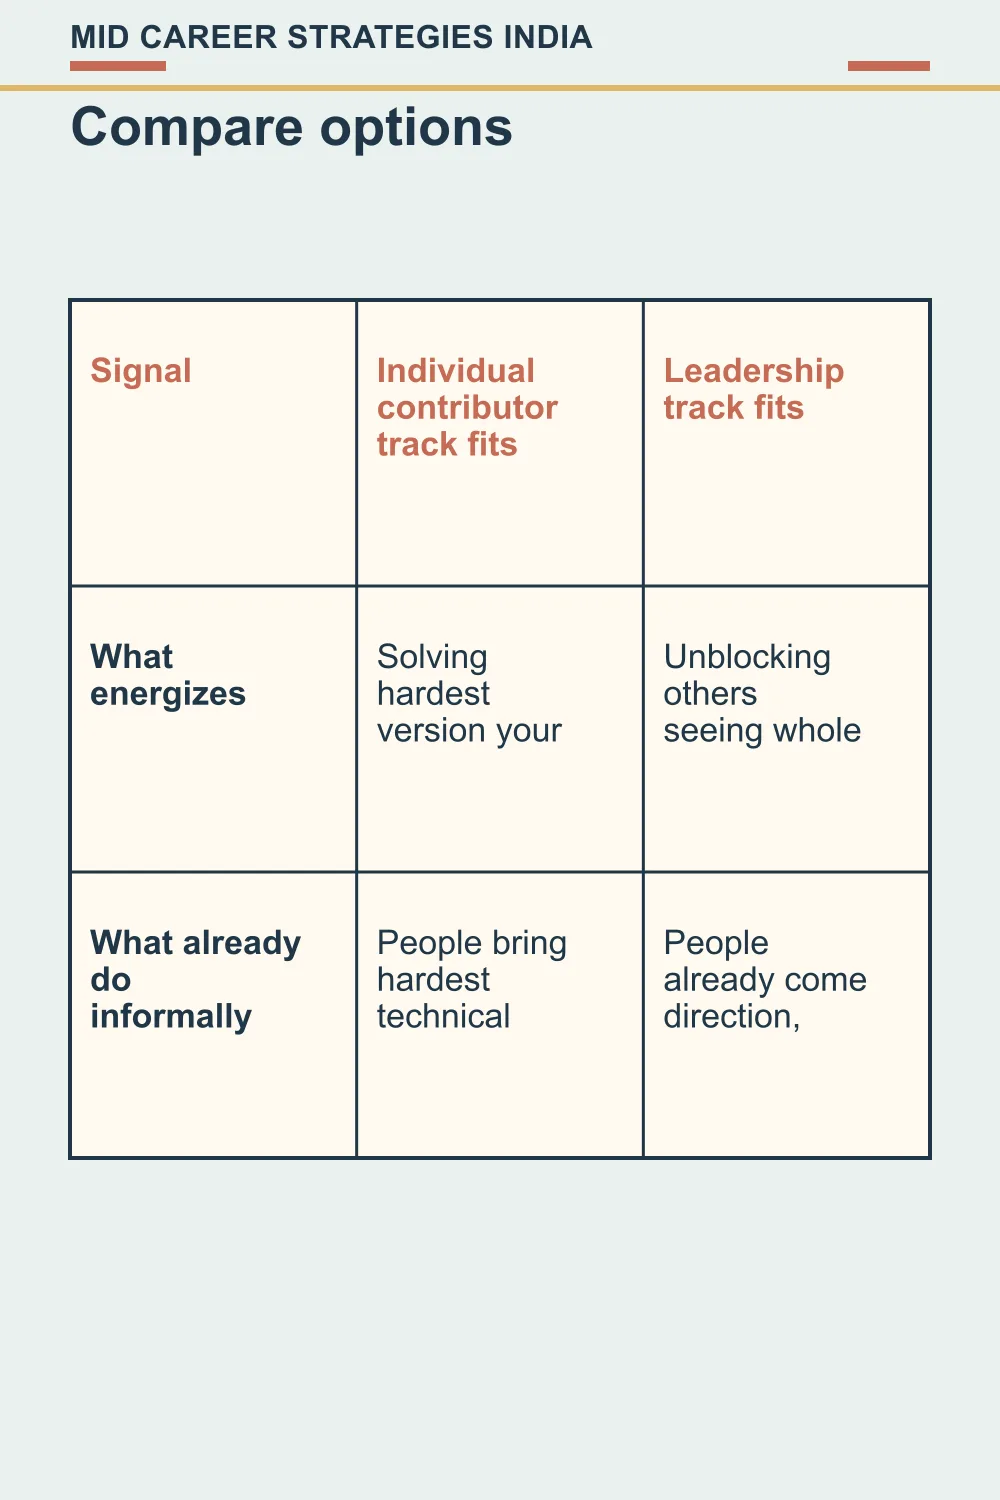 MID CAREER STRATEGIES INDIA
Compare options
Signal
Individual
contributor
track fits
Leadership
track fits
What
energizes
Solving
hardest
version your
Unblocking
others
seeing whole
What already
do
informally
People bring
hardest
technical
People
already come
direction,